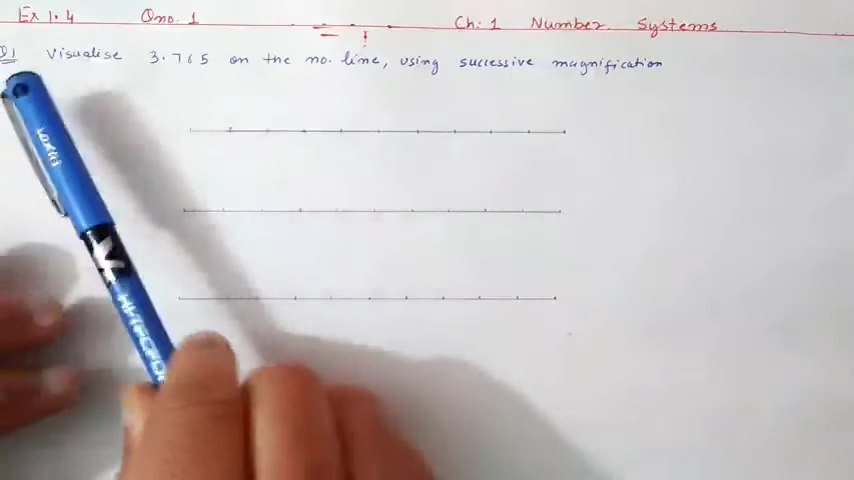 Ex 1.4 Qno. 1 Ch: 1 Number Systems
Q1 Visualise 3.765 on the no. line, using successive magnification
V5